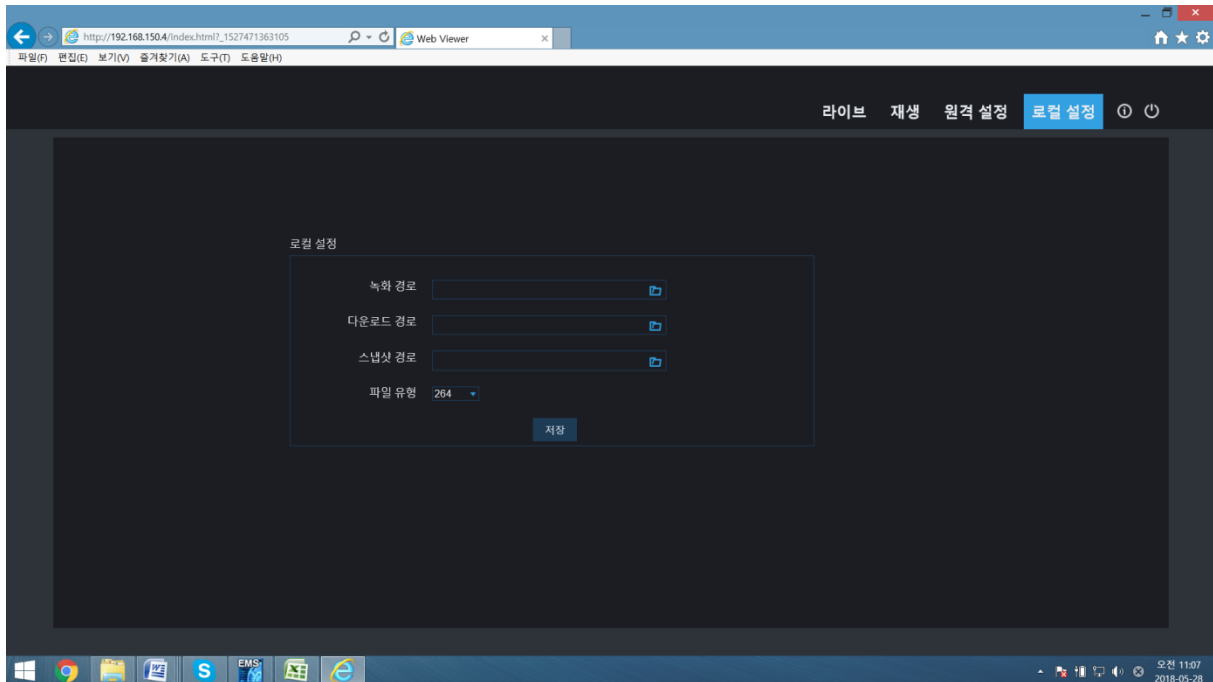 http://192.168.150.4/index.html?_1527471363105
Web Viewer
파일(F) 편집(E) 보기(V) 즐겨찾기(A) 도구(T) 도움말(H)
라이브 재생 원격 설정 로컬 설정
로컬 설정
녹화 경로
다운로드 경로
스냅샷 경로
파일 유형 264
저장
EMS
오전 11:07
2018-05-28